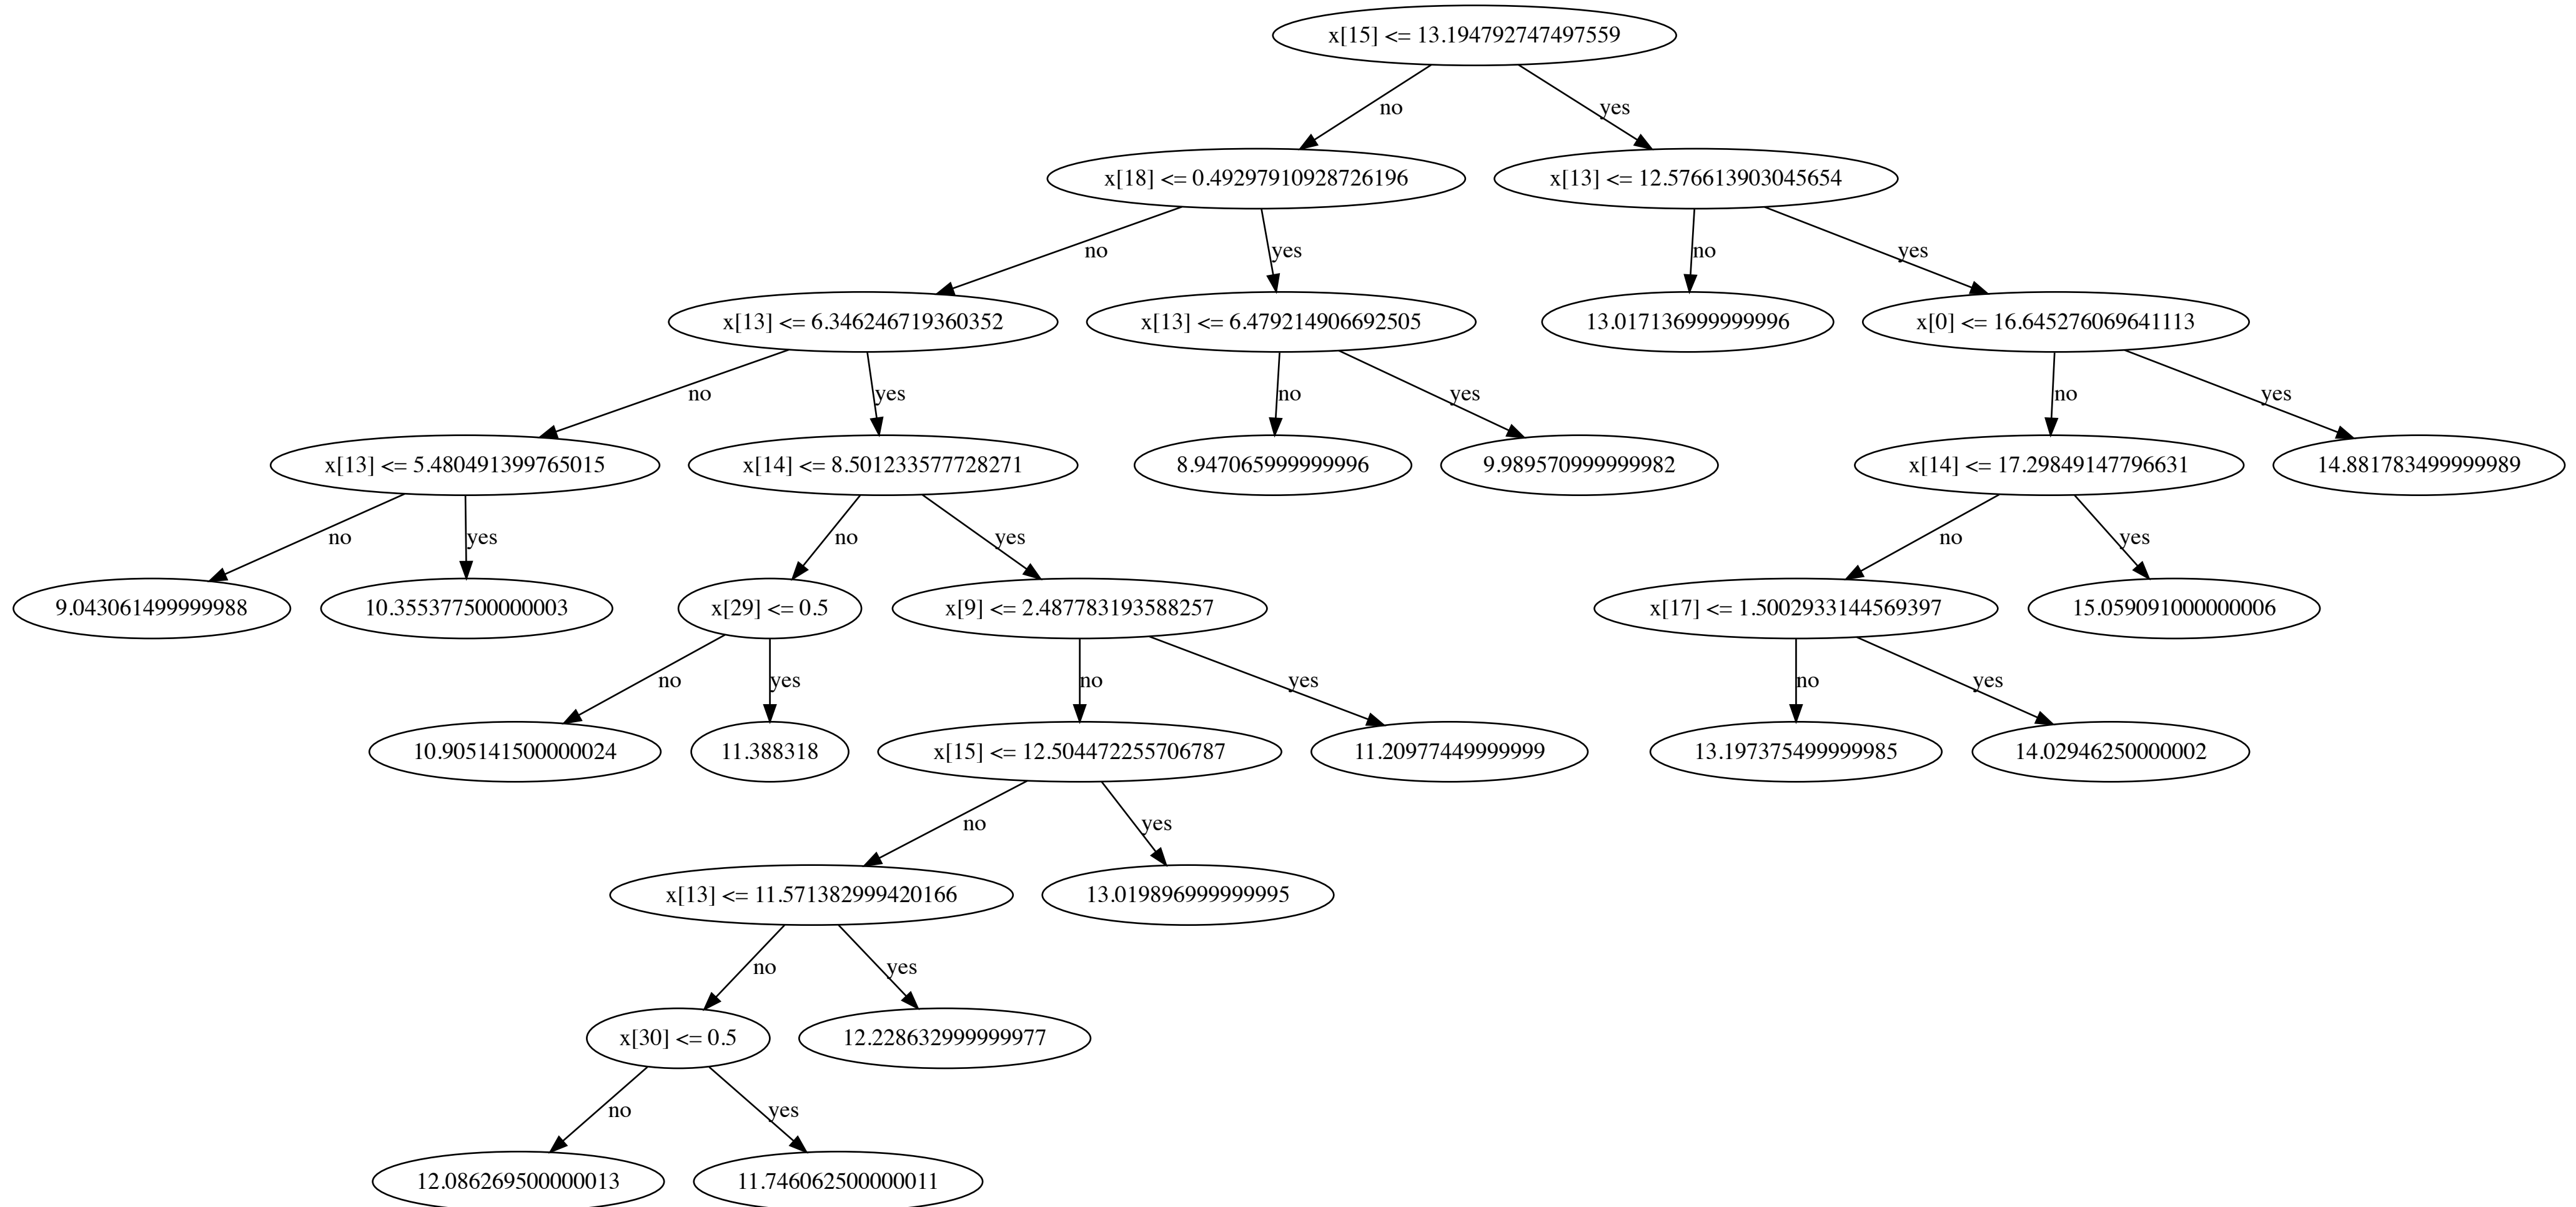 x[15] <= 13.194792747497559
no
yes
x[18] <= 0.49297910928726196
x[13] <= 12.576613903045654
no
yes
no
yes
x[13] <= 6.346246719360352
x[13] <= 6.479214906692505
13.017136999999996
x[0] <= 16.645276069641113
no
yes
no
yes
no
yes
x[13] <= 5.480491399765015
x[14] <= 8.501233577728271
8.947065999999996
9.989570999999982
x[14] <= 17.29849147796631
14.881783499999989
no
yes
no
yes
no
yes
9.043061499999988
10.355377500000003
x[29] <= 0.5
x[9] <= 2.487783193588257
x[17] <= 1.5002933144569397
15.059091000000006
no
yes
no
yes
no
yes
10.905141500000024
11.388318
x[15] <= 12.504472255706787
11.20977449999999
13.197375499999985
14.02946250000002
no
yes
x[13] <= 11.571382999420166
13.019896999999995
no
yes
x[30] <= 0.5
12.228632999999977
no
yes
12.086269500000013
11.746062500000011